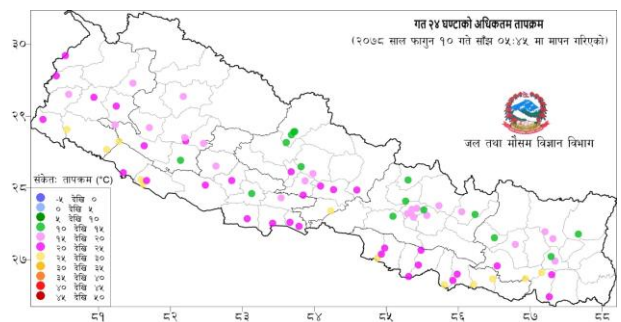 गत २४ घण्टाको अधिकतम तापक्रम
(२०७८ साल फागुन १० गते साँझ ०५:४५ मा मापन गरिएको)
३०
२९
जल तथा मौसम विज्ञान विभाग
२८
संकेतः तापक्रम (°C)
-५ देखि ०
० देखि ५
५ देखि १०
१० देखि १५
१५ देखि २०
२० देखि २५
२५ देखि ३०
३० देखि ३५
३५ देखि ४०
४० देखि ४५
४५ देखि ५०
२७
८१ ८२ ८३ ८४ ८५ ८६ ८७ ८८